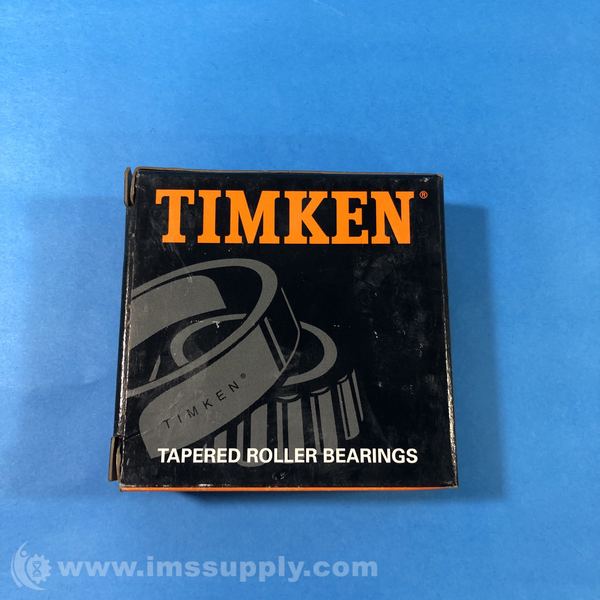 TIMKEN®
TIMKEN®
TAPERED ROLLER BEARINGS
www.imssupply.com